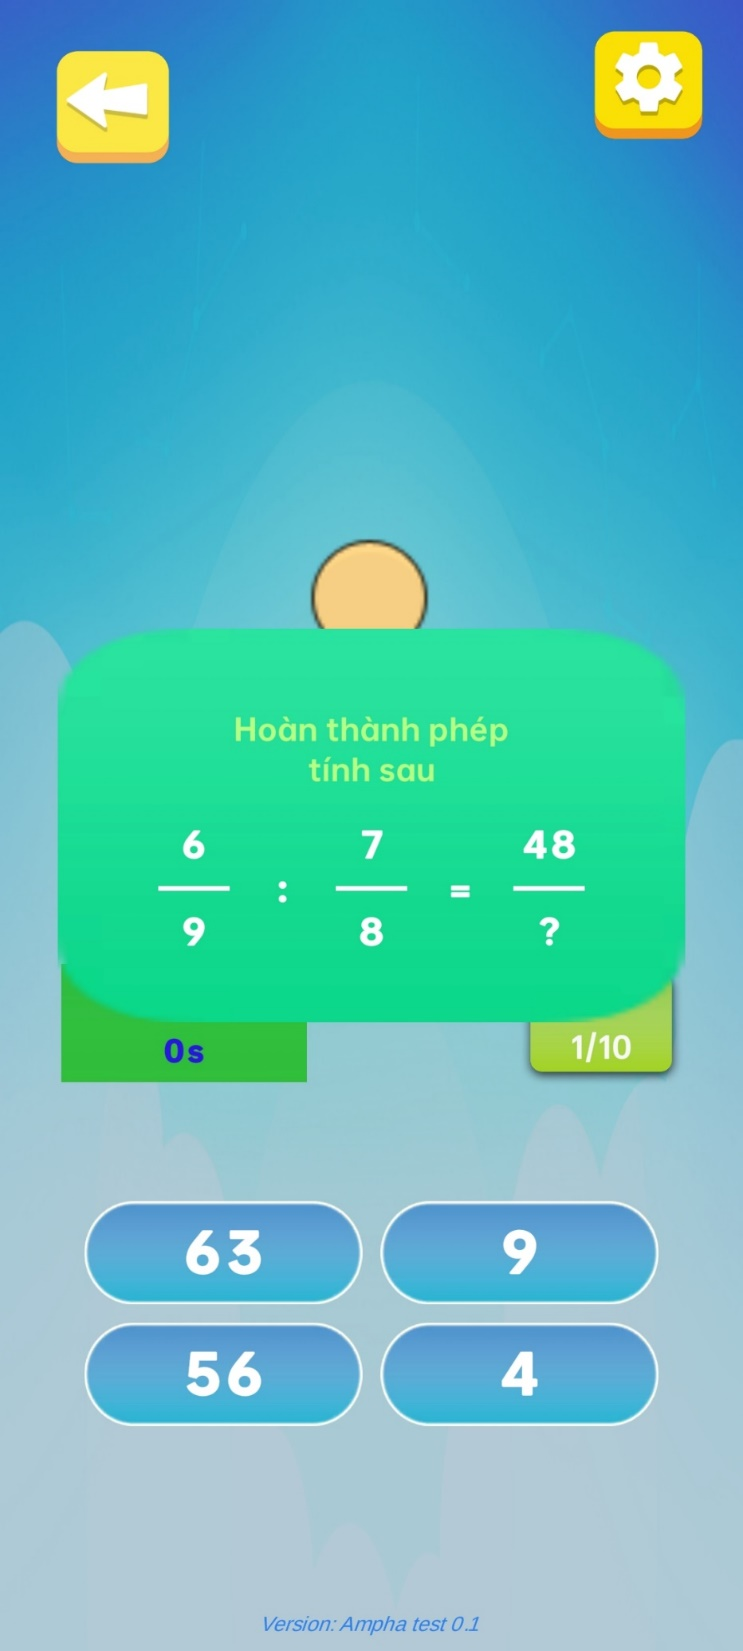 Hoàn thành phép
tính sau
6 7 48
: =
9 8 ?
0s 1/10
63 9
56 4
Version: Ampha test 0.1